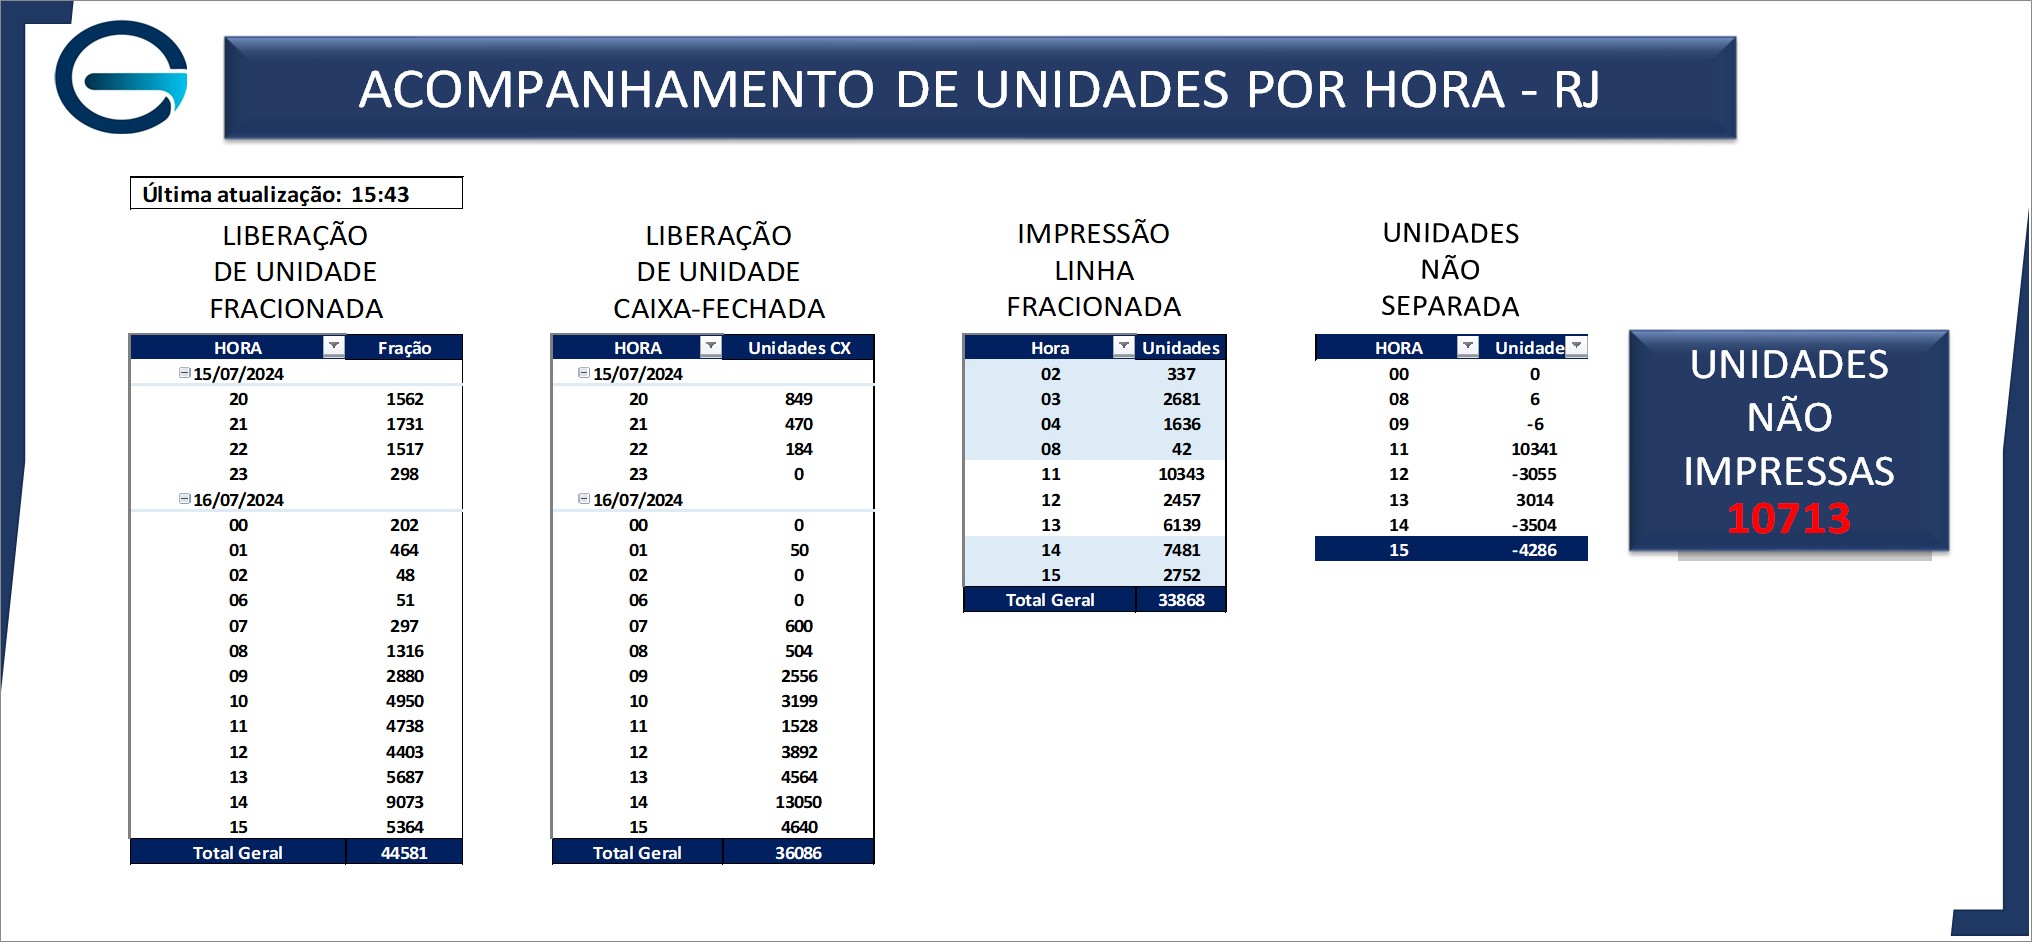 ACOMPANHAMENTO DE UNIDADES POR HORA - RJ
Última atualização: 15:43
LIBERAÇÃO
DE UNIDADE
FRACIONADA
HORA Fração
15/07/2024
20 1562
21 1731
22 1517
23 298
16/07/2024
00 202
01 464
02 48
06 51
07 297
08 1316
09 2880
10 4950
11 4738
12 4403
13 5687
14 9073
15 5364
Total Geral 44581
LIBERAÇÃO
DE UNIDADE
CAIXA-FECHADA
HORA Unidades CX
15/07/2024
20 849
21 470
22 184
23 0
16/07/2024
00 0
01 50
02 0
06 0
07 600
08 504
09 2556
10 3199
11 1528
12 3892
13 4564
14 13050
15 4640
Total Geral 36086
IMPRESSÃO
LINHA
FRACIONADA
Hora Unidades
02 337
03 2681
04 1636
08 42
11 10343
12 2457
13 6139
14 7481
15 2752
Total Geral 33868
UNIDADES
NÃO
SEPARADA
HORA Unidade
00 0
08 6
09 -6
11 10341
12 -3055
13 3014
14 -3504
15 -4286
UNIDADES
NÃO
IMPRESSAS
10713